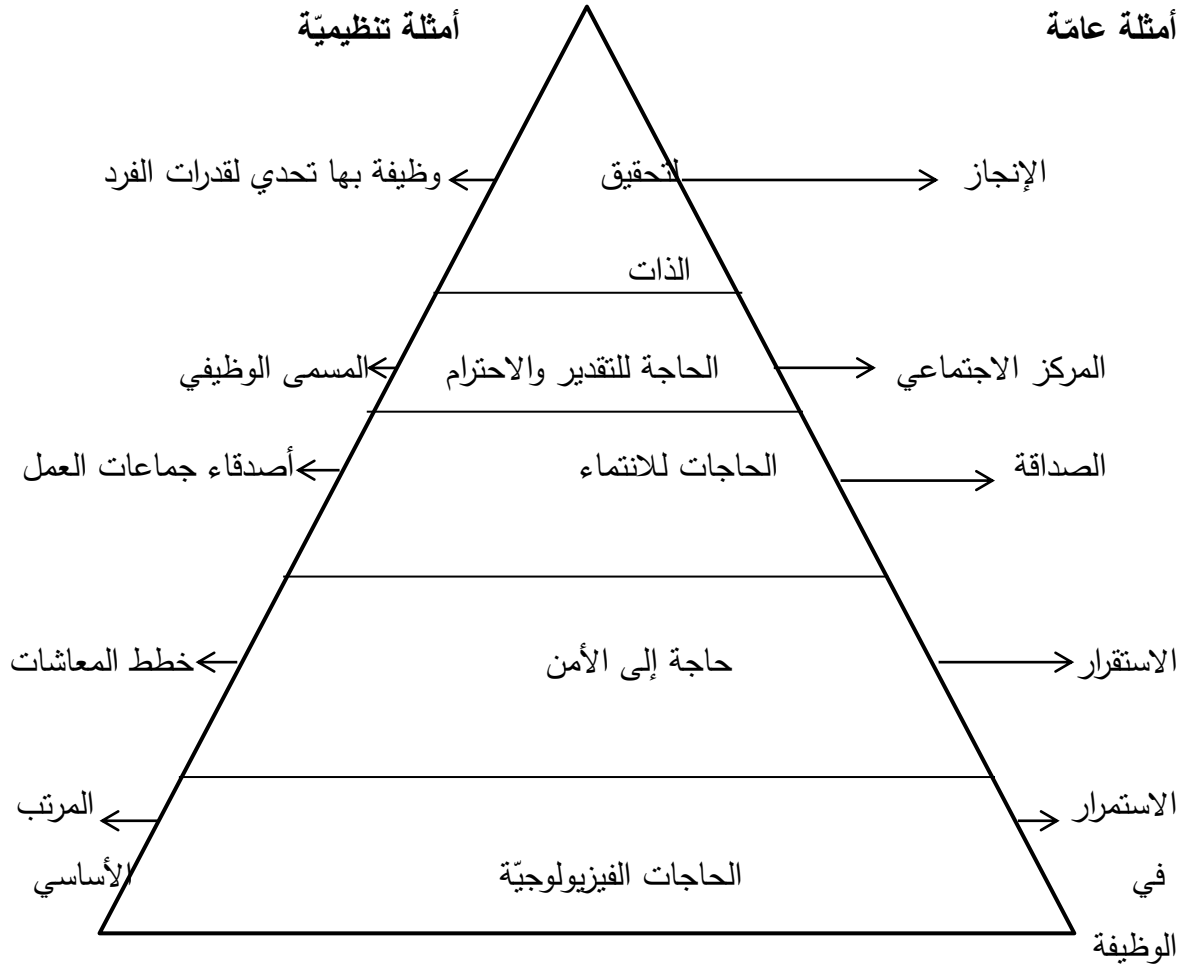 أمثلة عامّة
أمثلة تنظيميّة
الإنجاز
لتحقيق
وظيفة بها تحدي لقدرات الفرد
الذات
المركز الاجتماعي
الحاجة للتقدير والاحترام
المسمى الوظيفي
الصداقة
الحاجات للانتماء
أصدقاء جماعات العمل
الاستقرار
حاجة إلى الأمن
خطط المعاشات
الاستمرار
في
الوظيفة
الحاجات الفيزيولوجيّة
المرتب
الأساسي